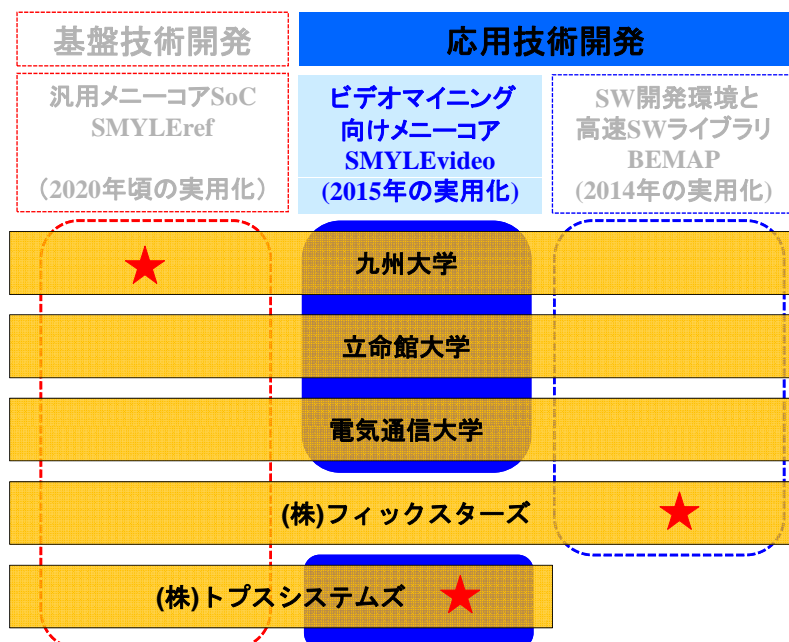 基盤技術開発
応用技術開発
汎用メニーコアSoC
SMYLEref
(2020年頃の実用化)
ビデオマイニング
向けメニーコア
SMYLEvideo
(2015年の実用化)
SW開発環境と
高速SWライブラリ
BEMAP
(2014年の実用化)
九州大学
立命館大学
電気通信大学
(株)フィックスターズ
(株)トプスシステムズ